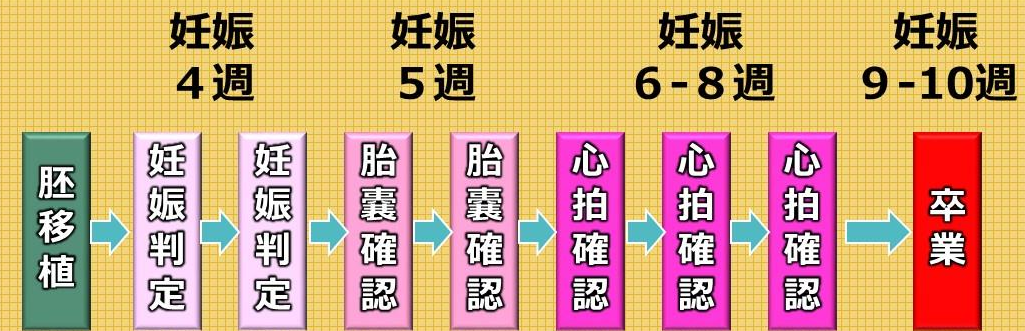 妊娠
4週
妊娠
5週
妊娠
6-8週
妊娠
9-10週
胚移植
妊娠判定
妊娠判定
胎嚢確認
胎嚢確認
心拍確認
心拍確認
心拍確認
卒業